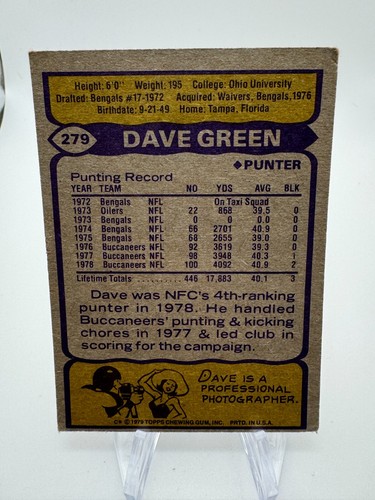 Height: 6'0" Weight: 195 College: Ohio University
Drafted: Bengals #17-1972 Acquired: Waivers, Bengals, 1976
Birthdate: 9-21-49 Home: Tampa, Florida
279 DAVE GREEN
◆PUNTER
Punting Record
YEAR TEAM NO YDS AVG BLK
1972 Bengals NFL On Taxi Squad
1973 Oilers NFL 22 868 39.5 0
1973 Bengals NFL 0 0 0.0 0
1974 Bengals NFL 66 2701 40.9 0
1975 Bengals NFL 68 2655 39.0 0
1976 Buccaneers NFL 92 3619 39.3 0
1977 Buccaneers NFL 98 3948 40.3 1
1978 Buccaneers NFL 100 4092 40.9 2
Lifetime Totals .......... 446 17,883 40.1 3
Dave was NFC's 4th-ranking
punter in 1978. He handled
Buccaneers' punting & kicking
chores in 1977 & led club in
scoring for the campaign.
DAVE IS A
PROFESSIONAL
PHOTOGRAPHER.
© 1979 TOPPS CHEWING GUM, INC. PRTD. IN U.S.A.